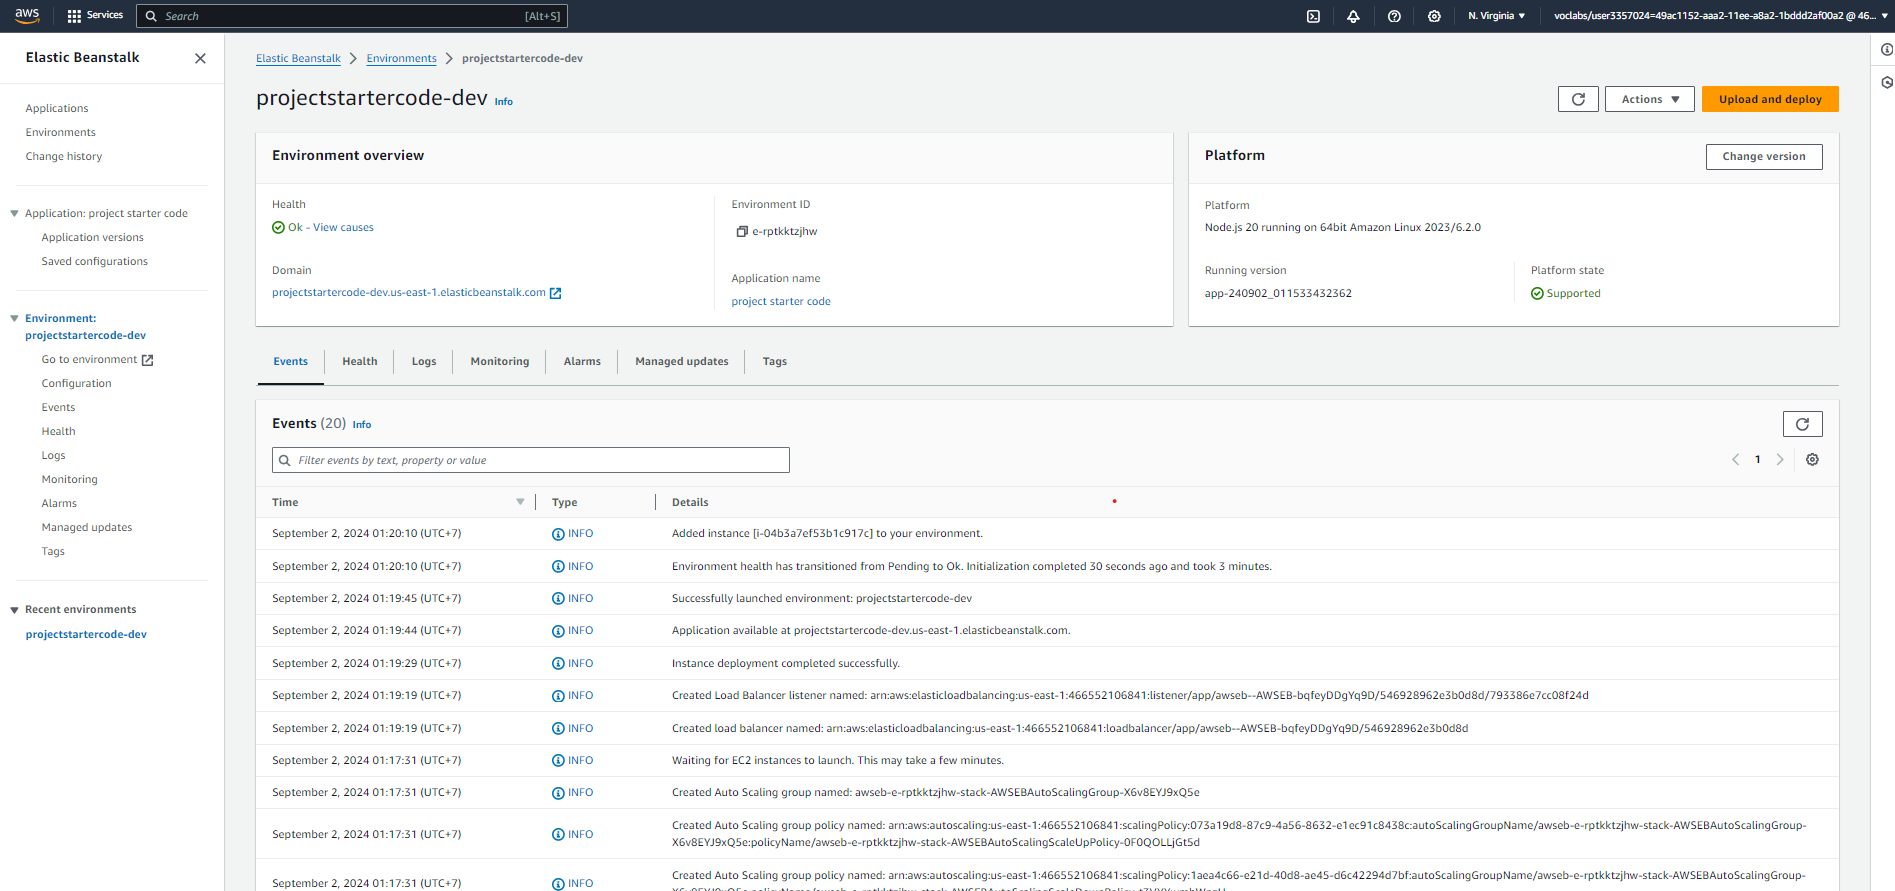 aws
Services
Search
[Alt+S]
N. Virginia
voclabs/user3357024=49ac1152-aaa2-11ee-a8a2-1bddd2af00a2 @ 46...
Elastic Beanstalk
Applications
Environments
Change history
Application: project starter code
Application versions
Saved configurations
Environment:
projectstartercode-dev
Go to environment
Configuration
Events
Health
Logs
Monitoring
Alarms
Managed updates
Tags
Recent environments
projectstartercode-dev
Elastic Beanstalk
Environments
projectstartercode-dev
projectstartercode-dev Info
Actions
Upload and deploy
Environment overview
Health
Ok - View causes
Domain
projectstartercode-dev.us-east-1.elasticbeanstalk.com
Environment ID
e-rptkktzjhw
Application name
project starter code
Platform
Change version
Platform
Node.js 20 running on 64bit Amazon Linux 2023/6.2.0
Running version
app-240902_011533432362
Platform state
Supported
Events
Health
Logs
Monitoring
Alarms
Managed updates
Tags
Events (20) Info
Filter events by text, property or value
1
Time Type Details
September 2, 2024 01:20:10 (UTC+7) INFO Added instance [i-04b3a7ef53b1c917c] to your environment.
September 2, 2024 01:20:10 (UTC+7) INFO Environment health has transitioned from Pending to Ok. Initialization completed 30 seconds ago and took 3 minutes.
September 2, 2024 01:19:45 (UTC+7) INFO Successfully launched environment: projectstartercode-dev
September 2, 2024 01:19:44 (UTC+7) INFO Application available at projectstartercode-dev.us-east-1.elasticbeanstalk.com.
September 2, 2024 01:19:29 (UTC+7) INFO Instance deployment completed successfully.
September 2, 2024 01:19:19 (UTC+7) INFO Created Load Balancer listener named: arn:aws:elasticloadbalancing:us-east-1:466552106841:listener/app/awseb--AWSEB-bqfeyDDgYq9D/546928962e3b0d8d/793386e7cc08f24d
September 2, 2024 01:19:19 (UTC+7) INFO Created load balancer named: arn:aws:elasticloadbalancing:us-east-1:466552106841:loadbalancer/app/awseb--AWSEB-bqfeyDDgYq9D/546928962e3b0d8d
September 2, 2024 01:17:31 (UTC+7) INFO Waiting for EC2 instances to launch. This may take a few minutes.
September 2, 2024 01:17:31 (UTC+7) INFO Created Auto Scaling group named: awseb-e-rptkktzjhw-stack-AWSEBAutoScalingGroup-X6v8EYJ9xQ5e
September 2, 2024 01:17:31 (UTC+7) INFO Created Auto Scaling group policy named: arn:aws:autoscaling:us-east-1:466552106841:scalingPolicy:073a19d8-87c9-4a56-8632-e1ec91c8438c:autoScalingGroupName/awseb-e-rptkktzjhw-stack-AWSEBAutoScalingGroup-
X6v8EYJ9xQ5e:policyName/awseb-e-rptkktzjhw-stack-AWSEBAutoScalingScaleUpPolicy-0F0QOLLjGt5d
September 2, 2024 01:17:31 (UTC+7) INFO Created Auto Scaling group policy named: arn:aws:autoscaling:us-east-1:466552106841:scalingPolicy:1aea4c66-e21d-40d8-ae45-d6c42294d7bf:autoScalingGroupName/awseb-e-rptkktzjhw-stack-AWSEBAutoScalingGroup-